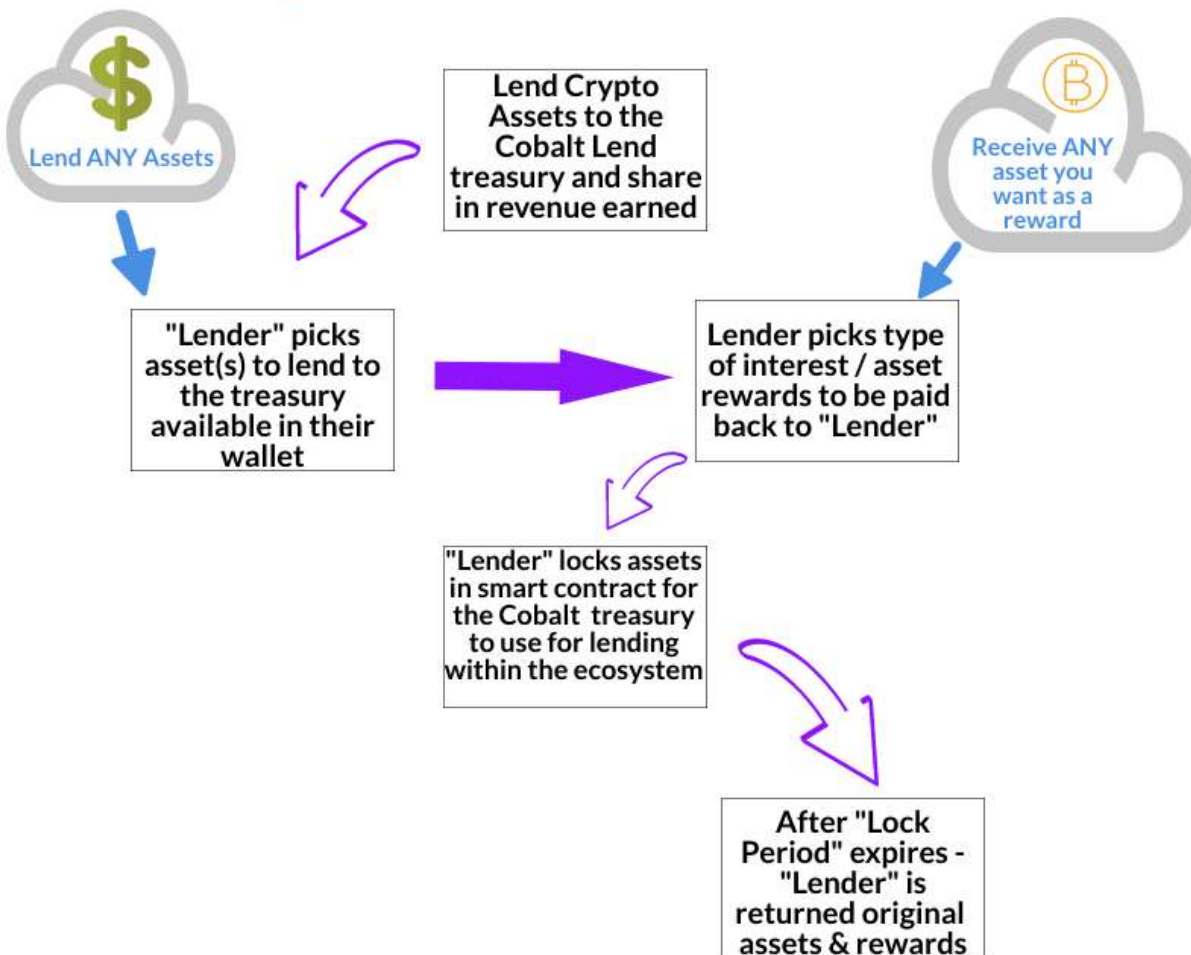 Lend ANY Assets
Lend Crypto
Assets to the
Cobalt Lend
treasury and share
in revenue earned
Receive ANY
asset you
want as a
reward
"Lender" picks
asset(s) to lend to
the treasury
available in their
wallet
Lender picks type
of interest / asset
rewards to be paid
back to "Lender"
"Lender" locks assets
in smart contract for
the Cobalt treasury
to use for lending
within the ecosystem
After "Lock
Period" expires -
"Lender" is
returned original
assets & rewards